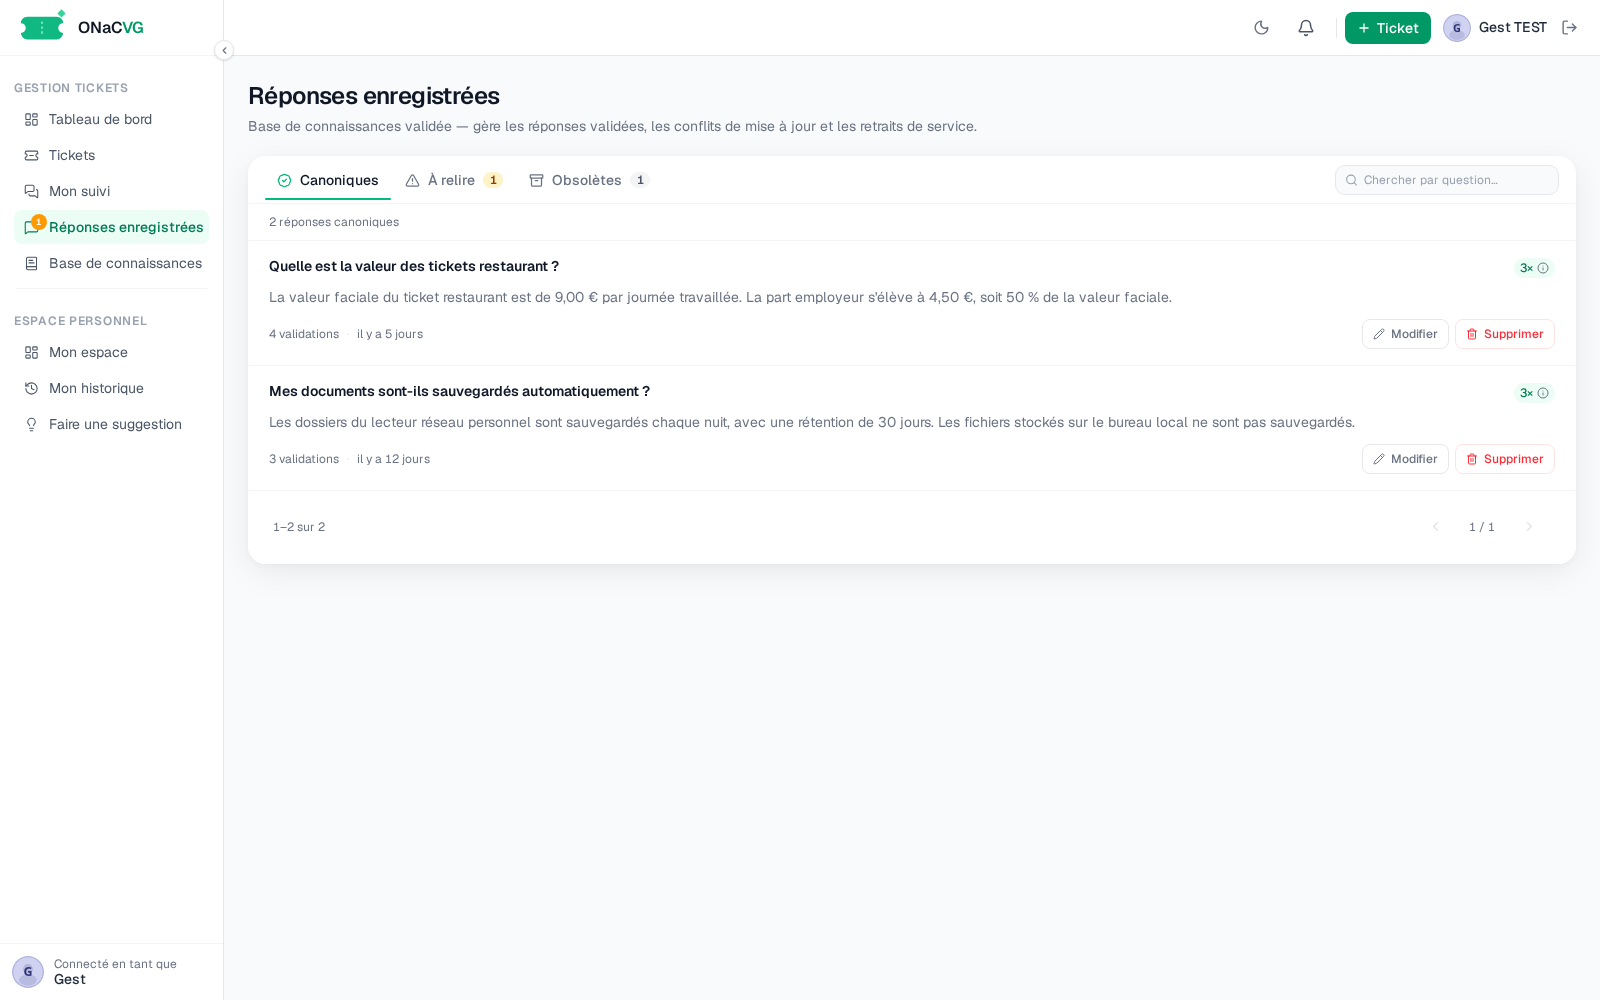 ONaCVG
Ticket
G
Gest TEST
GESTION TICKETS
Tableau de bord
Tickets
Mon suivi
1
Réponses enregistrées
Base de connaissances
ESPACE PERSONNEL
Mon espace
Mon historique
Faire une suggestion
G
Connecté en tant que
Gest
Réponses enregistrées
Base de connaissances validée — gère les réponses validées, les conflits de mise à jour et les retraits de service.
Canoniques
À relire 1
Obsolètes 1
Chercher par question...
2 réponses canoniques
Quelle est la valeur des tickets restaurant ?
3×
La valeur faciale du ticket restaurant est de 9,00 € par journée travaillée. La part employeur s'élève à 4,50 €, soit 50 % de la valeur faciale.
4 validations · il y a 5 jours
Modifier
Supprimer
Mes documents sont-ils sauvegardés automatiquement ?
3×
Les dossiers du lecteur réseau personnel sont sauvegardés chaque nuit, avec une rétention de 30 jours. Les fichiers stockés sur le bureau local ne sont pas sauvegardés.
3 validations · il y a 12 jours
Modifier
Supprimer
1–2 sur 2
1 / 1